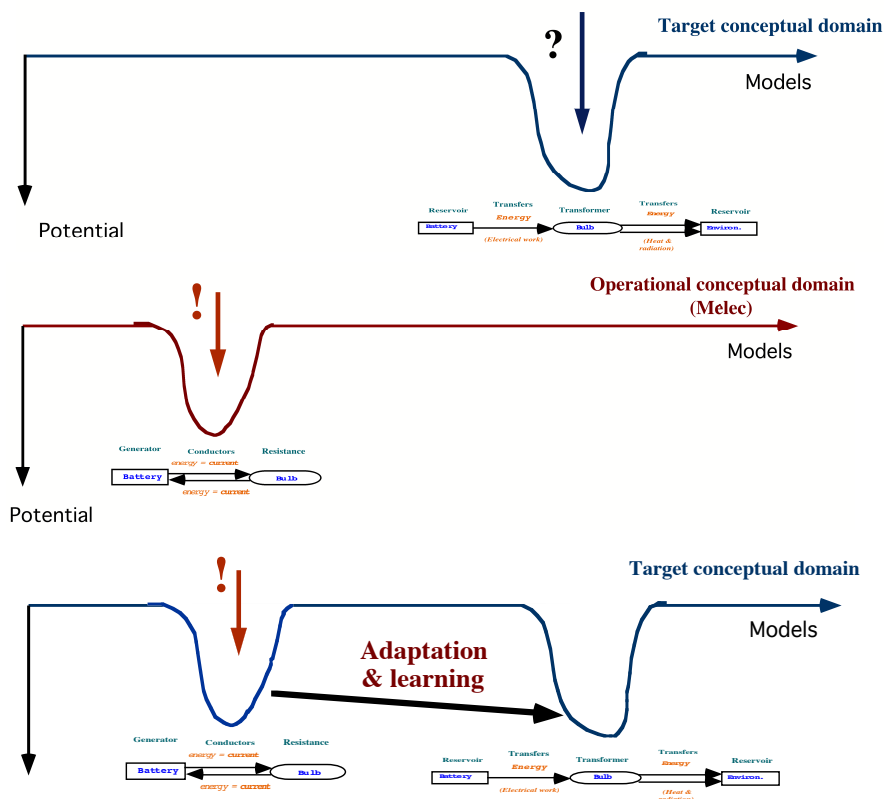 Target conceptual domain
?
Models
Potential
Reservoir
Transfers
Transformer
Transfers
Reservoir
Battery
Energy
Bulb
Energy
Environ.
(Electrical work)
(Heat &
radiation)
Operational conceptual domain
(Melec)
!
Models
Potential
Generator
Conductors
Resistance
energy = current
Battery
Bulb
energy = current
Target conceptual domain
!
Models
Adaptation
& learning
Generator
Conductors
Resistance
energy = current
Battery
Bulb
energy = current
Reservoir
Transfers
Transformer
Transfers
Reservoir
Battery
Energy
Bulb
Energy
Environ.
(Electrical work)
(Heat &